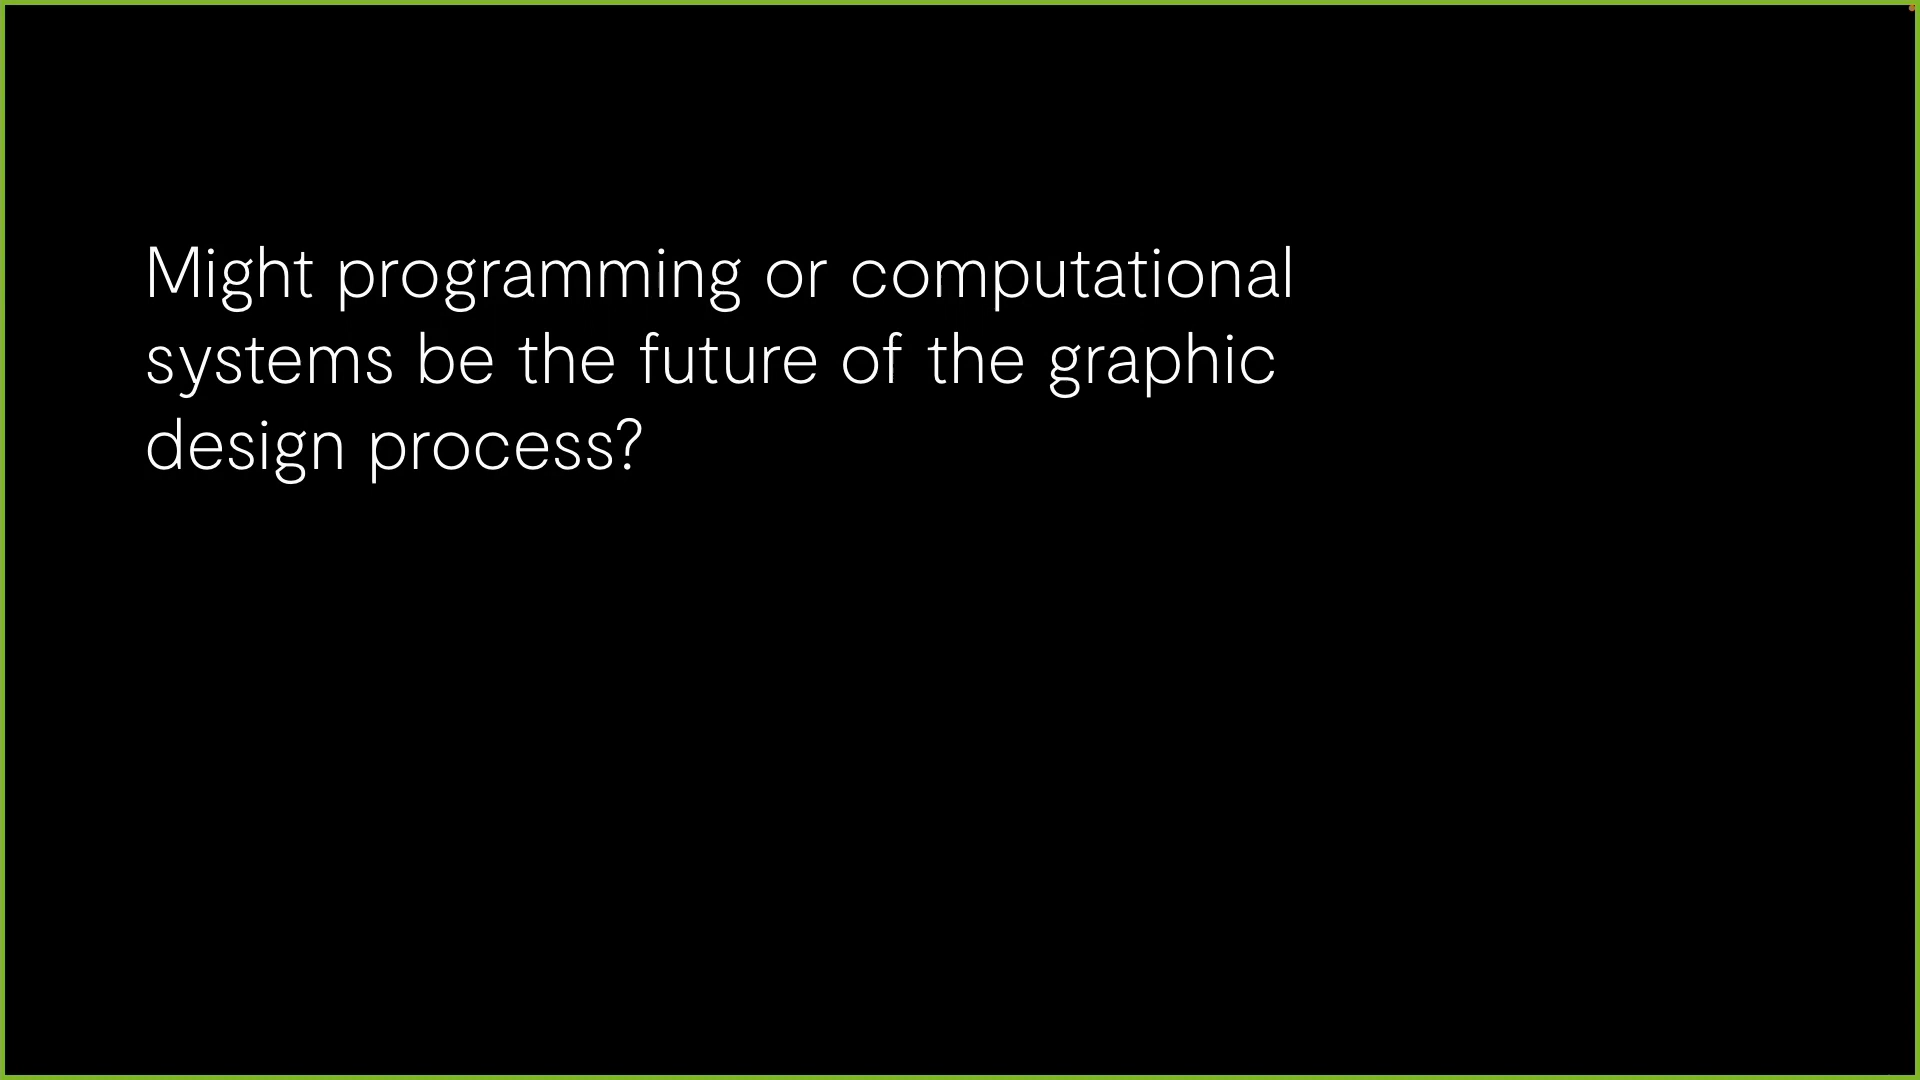 Might programming or computational
systems be the future of the graphic
design process?